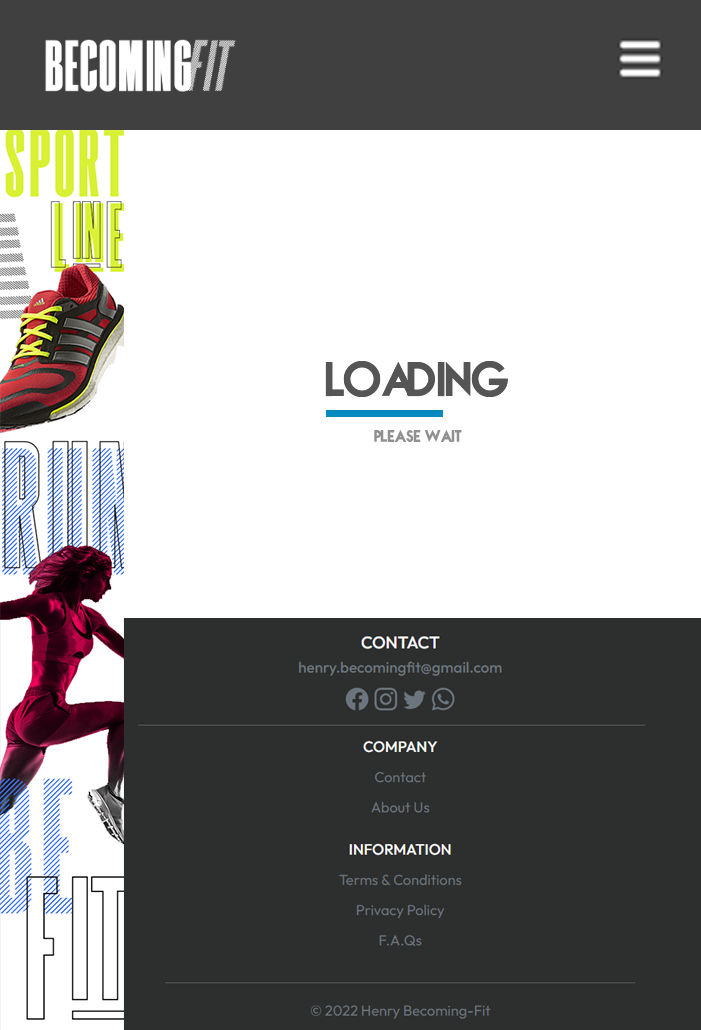 BECOMINGFIT
SPORT
LINE
RUN
BE
FIT
LOADING
PLEASE WAIT
CONTACT
henry.becomingfit@gmail.com
COMPANY
Contact
About Us
INFORMATION
Terms & Conditions
Privacy Policy
F.A.Qs
© 2022 Henry Becoming-Fit